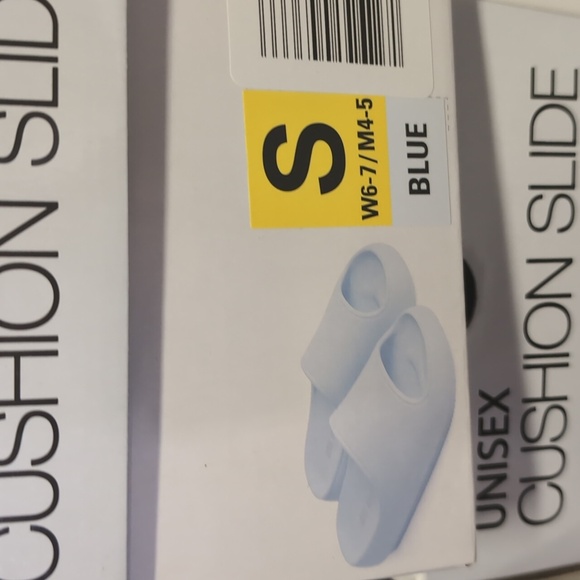 CUSHION SLID
S
W6-7/M4-5
BLUE
UNISEX
CUSHION SLIDE